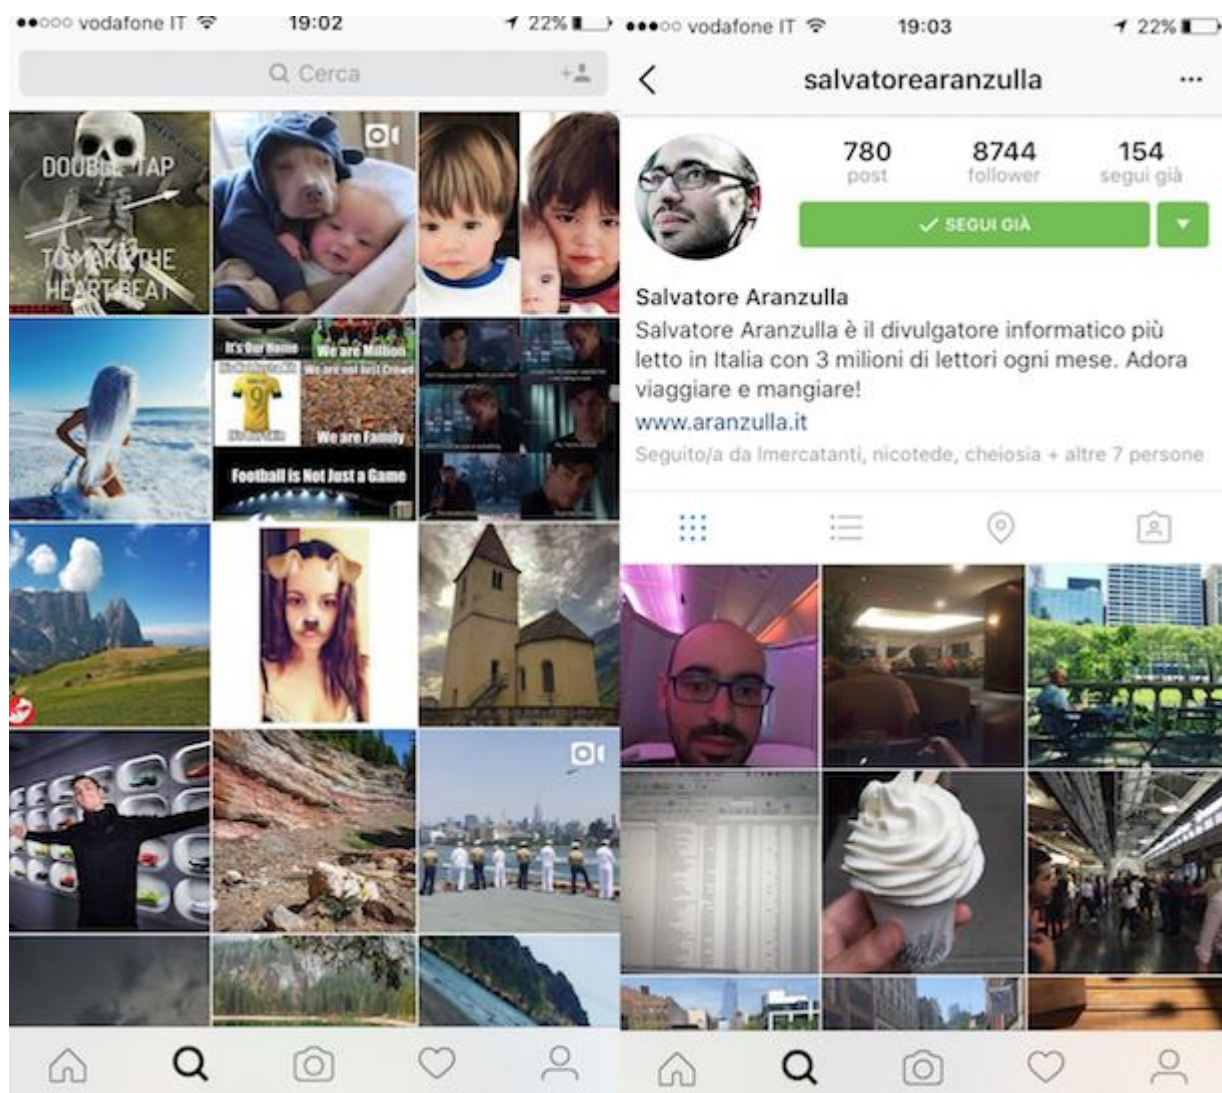 vodafone IT 19:02 22%
Cerca
DOUBLE TAP
TO MAKE THE
HEART BEAT
It's Our Home
We are Million
We are not Just Crowd
9
We are Family
Football is Not Just a Game
vodafone IT 19:03 22%
salvatorearanzulla
780 8744 154
post follower segui già
SEGUI GIÀ
Salvatore Aranzulla
Salvatore Aranzulla è il divulgatore informatico più
letto in Italia con 3 milioni di lettori ogni mese. Adora
viaggiare e mangiare!
www.aranzulla.it
Seguito/a da lmercatanti, nicotede, cheiosia + altre 7 persone